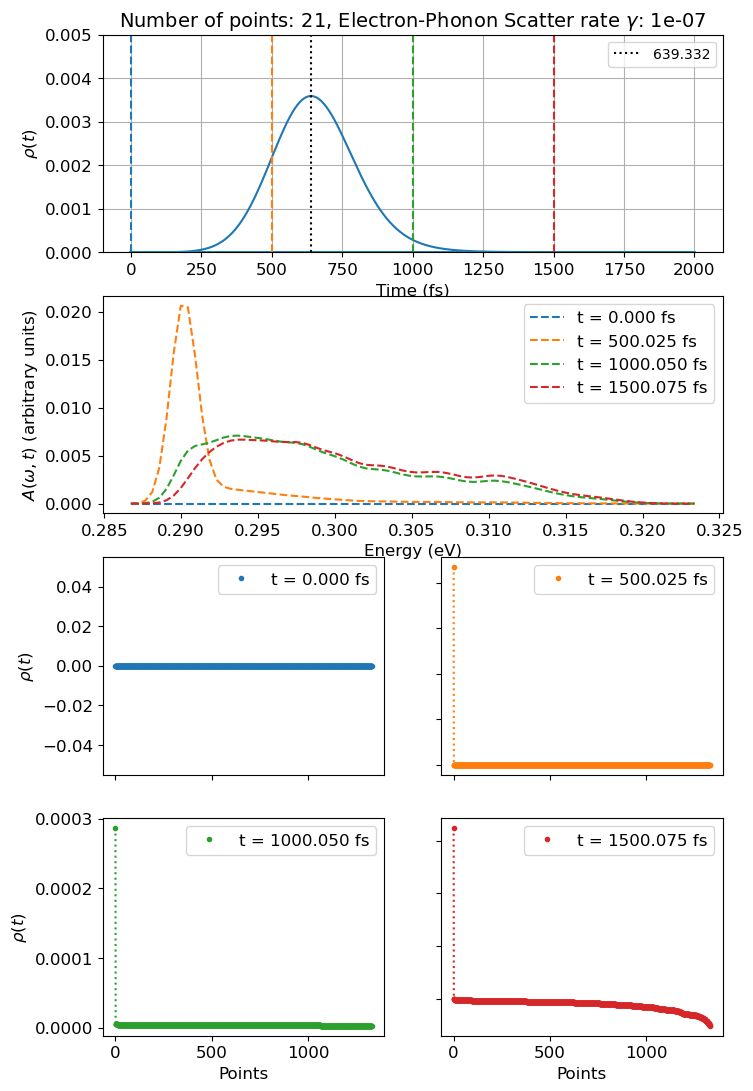 Number of points: 21, Electron-Phonon Scatter rate γ: 1e-07
0.005
0.004
0.003
0.002
0.001
0.000
ρ(t)
639.332
0 250 500 750 1000 1250 1500 1750 2000
Time (fs)
0.020
0.015
0.010
0.005
0.000
A(ω, t) (arbitrary units)
t = 0.000 fs
t = 500.025 fs
t = 1000.050 fs
t = 1500.075 fs
0.285 0.290 0.295 0.300 0.305 0.310 0.315 0.320 0.325
Energy (eV)
0.04
0.02
0.00
−0.02
−0.04
ρ(t)
t = 0.000 fs
t = 500.025 fs
0.0003
0.0002
0.0001
0.0000
ρ(t)
t = 1000.050 fs
0 500 1000
Points
t = 1500.075 fs
0 500 1000
Points